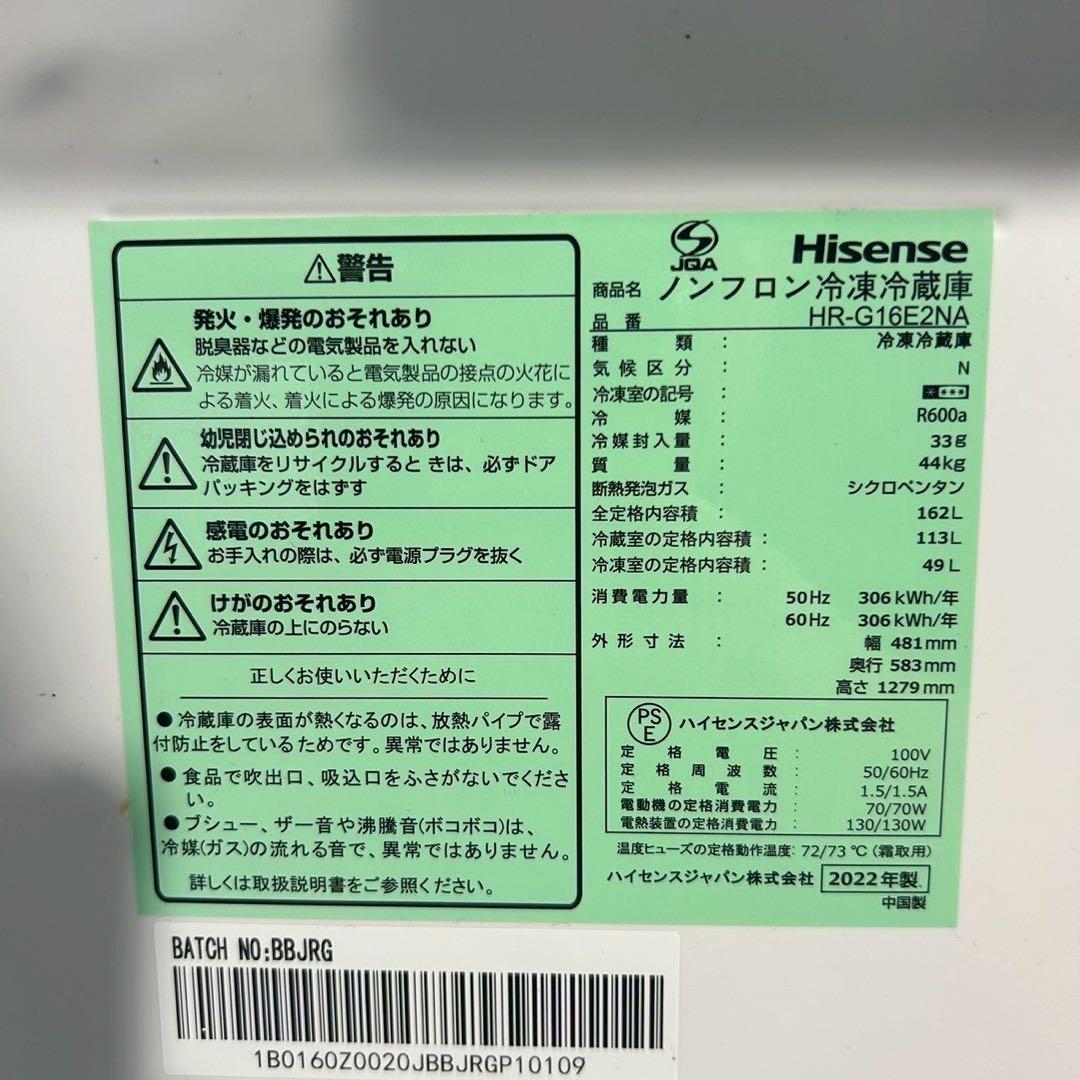 ⚠警告
発火・爆発のおそれあり
脱臭器などの電気製品を入れない
冷媒が漏れていると電気製品の接点の火花に
よる着火、着火による爆発の原因になります。
幼児閉じ込められのおそれあり
冷蔵庫をリサイクルすると きは、必ずドア
パッキングをはずす
感電のおそれあり
お手入れの際は、必ず電源プラグを抜く
けがのおそれあり
冷蔵庫の上にのらない
正しくお使いいただくために
●冷蔵庫の表面が熱くなるのは、放熱パイプで露
付防止をしているためです。異常ではありません。
●食品で吹出口、吸込口をふさがないでくださ
い。
●ブシュー、ザー音や沸騰音(ボコボコ)は、
冷媒(ガス)の流れる音で、異常ではありません。
詳しくは取扱説明書をご参照ください。
JQA
Hisense
商品名 ノンフロン冷凍冷蔵庫
品番 HR-G16E2NA
種類 : 冷凍冷蔵庫
気候区分 : N
冷凍室の記号 : ****
冷媒 : R600a
冷媒封入量 : 33g
質量 : 44kg
断熱発泡ガス : シクロペンタン
全定格内容積 : 162L
冷蔵室の定格内容積 : 113L
冷凍室の定格内容積 : 49L
消費電力量 : 50Hz 306kWh/年
60Hz 306kWh/年
外形寸法 : 幅 481mm
奥行 583mm
高さ 1279mm
PSE ハイセンスジャパン株式会社
定格電圧 : 100V
定格周波数 : 50/60Hz
定格電流 : 1.5/1.5A
電動機の定格消費電力 : 70/70W
電熱装置の定格消費電力 : 130/130W
温度ヒューズの定格動作温度: 72/73℃(霜取用)
ハイセンスジャパン株式会社 2022年製
中国製
BATCH NO:BBJRG
1B0160Z0020JBBJRGP10109